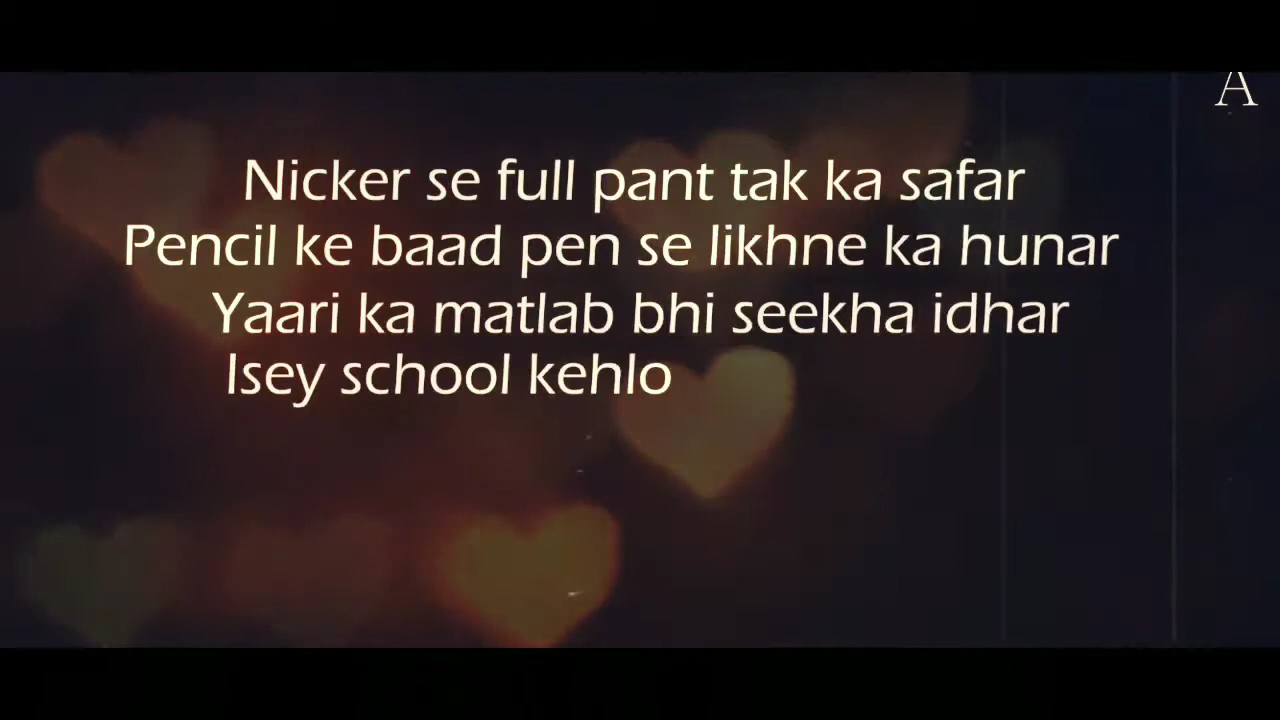 A
Nicker se full pant tak ka safar
Pencil ke baad pen se likhne ka hunar
Yaari ka matlab bhi seekha idhar
Isey school kehlo